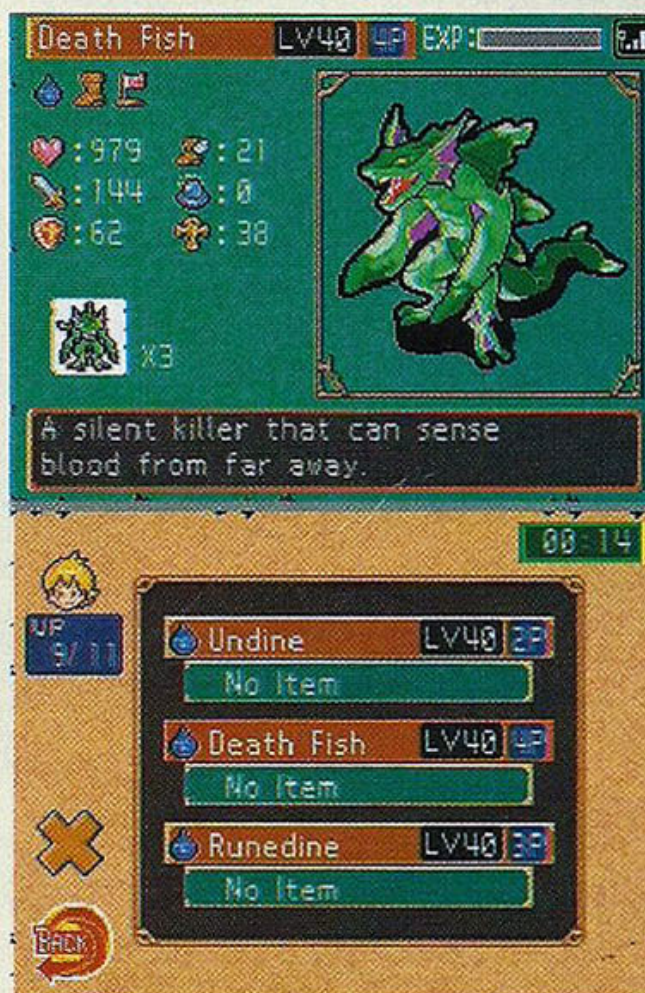 Death Fish LV40 4P EXP:
:979 :21
:144 :0
:62 :38
X3
A silent killer that can sense
blood from far away.
00:14
UP
9/11
Undine LV40 2P
No Item
Death Fish LV40 4P
No Item
Runedine LV40 3P
No Item
BACK